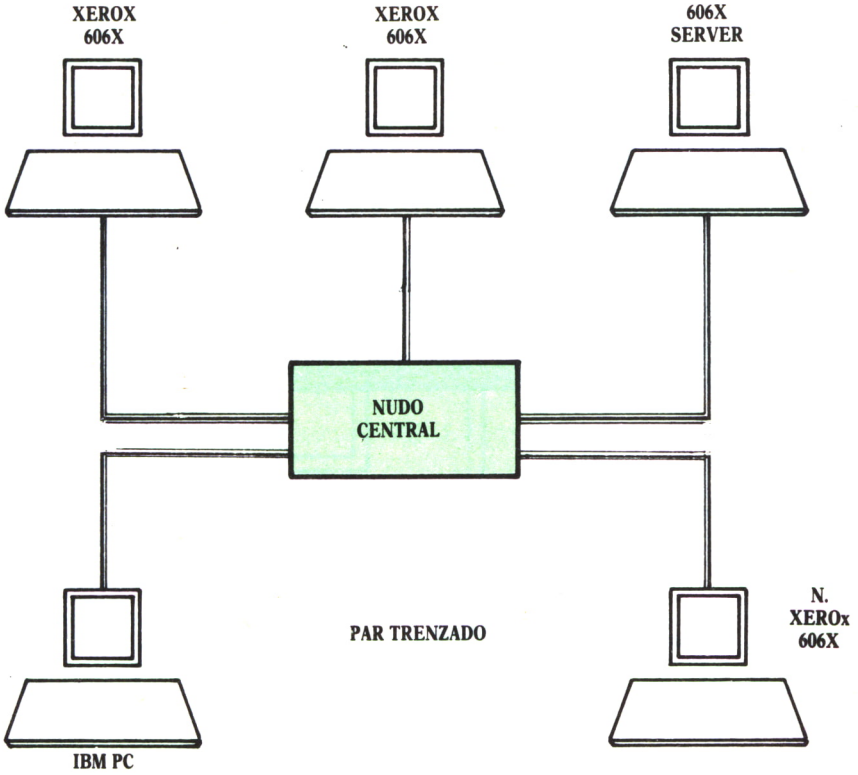 XEROX
606X
XEROX
606X
606X
SERVER
NUDO
CENTRAL
PAR TRENZADO
N.
XEROx
606X
IBM PC